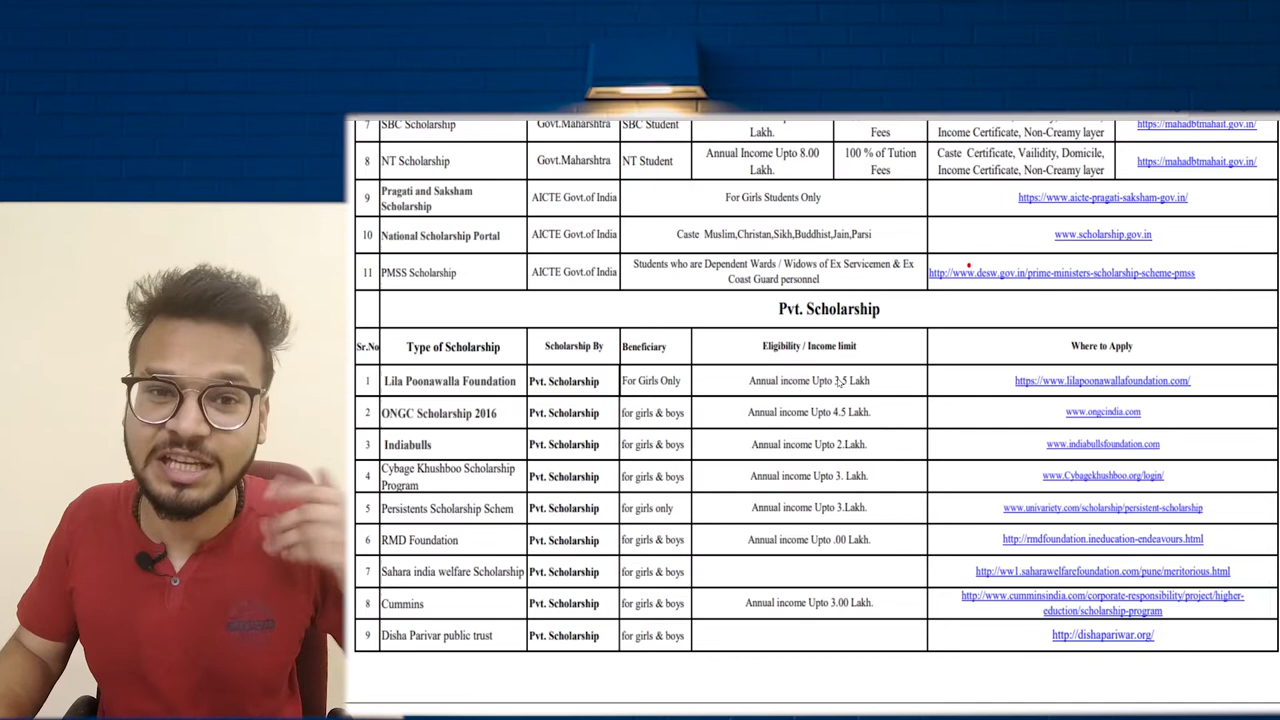 7 SBC Scholarship Govt.Maharshtra SBC Student Lakh. Fees Income Certificate, Non-Creamy layer https://mahadbtmahait.gov.in/
8 NT Scholarship Govt.Maharshtra NT Student Annual Income Upto 8.00 Lakh. 100 % of Tution Fees Caste Certificate, Vailidity, Domicile, Income Certificate, Non-Creamy layer https://mahadbtmahait.gov.in/
9 Pragati and Saksham Scholarship AICTE Govt.of India For Girls Students Only https://www.aicte-pragati-saksham-gov.in/
10 National Scholarship Portal AICTE Govt.of India Caste Muslim,Christan,Sikh,Buddhist,Jain,Parsi www.scholarship.gov.in
11 PMSS Scholarship AICTE Govt.of India Students who are Dependent Wards / Widows of Ex Servicemen & Ex Coast Guard personnel http://www.desw.gov.in/prime-ministers-scholarship-scheme-pmss
Pvt. Scholarship
Sr.No Type of Scholarship Scholarship By Beneficiary Eligibility / Income limit Where to Apply
1 Lila Poonawalla Foundation Pvt. Scholarship For Girls Only Annual income Upto Lakh https://www.lilapoonawallafoundation.com/
2 ONGC Scholarship 2016 Pvt. Scholarship for girls & boys Annual income Upto 4.5 Lakh. www.ongcindia.com
3 Indiabulls Pvt. Scholarship for girls & boys Annual income Upto 2.Lakh. www.indiabullsfoundation.com
4 Cybage Khushboo Scholarship Program Pvt. Scholarship for girls & boys Annual income Upto 3. Lakh. www.Cybagekhushboo.org/login/
5 Persistents Scholarship Schem Pvt. Scholarship for girls only Annual income Upto 3.Lakh. www.univariety.com/scholarship/persistent-scholarship
6 RMD Foundation Pvt. Scholarship for girls & boys Annual income Upto .00 Lakh. http://rmdfoundation.ineducation-endeavours.html
7 Sahara india welfare Scholarship Pvt. Scholarship for girls & boys http://ww1.saharawelfarefoundation.com/pune/meritorious.html
8 Cummins Pvt. Scholarship for girls & boys Annual income Upto 3.00 Lakh. http://www.cumminsindia.com/corporate-responsibility/project/higher-eduction/scholarship-program
9 Disha Parivar public trust Pvt. Scholarship for girls & boys http://dishapariwar.org/